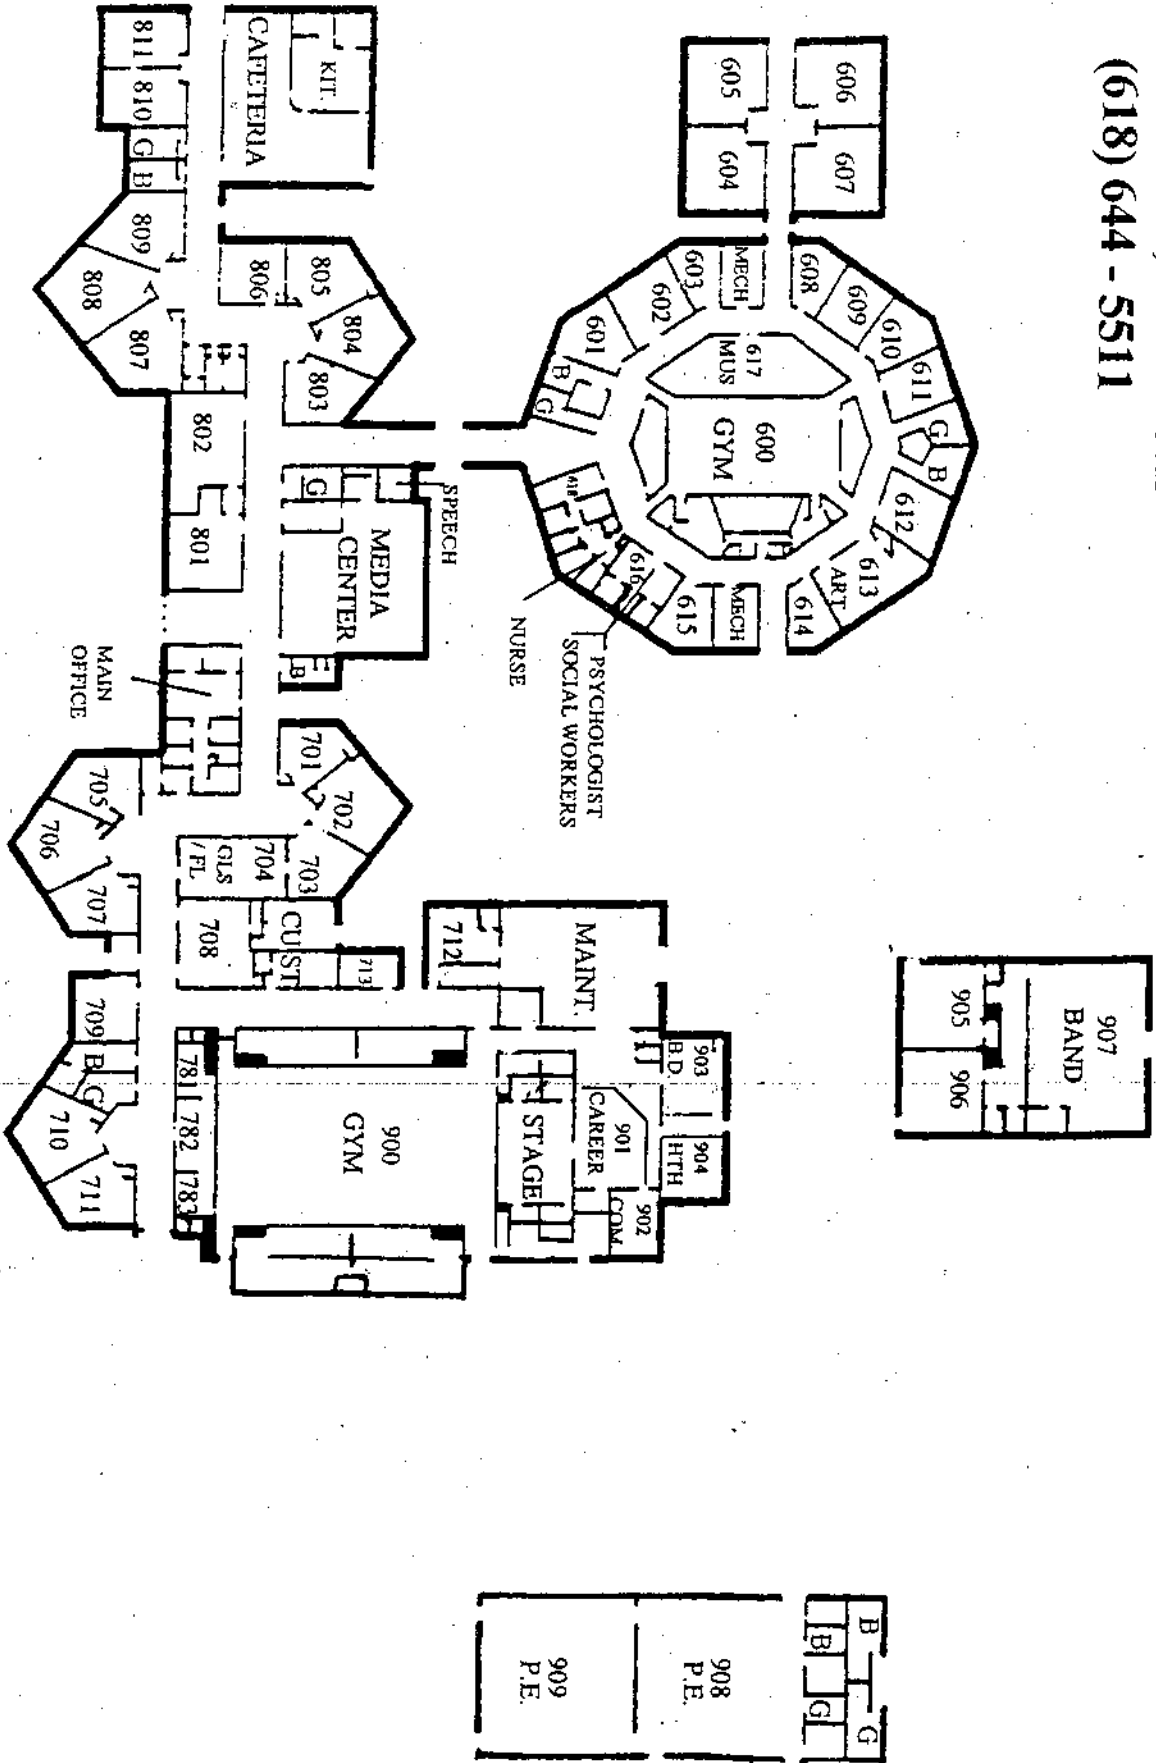 (618) 644 - 5511
606
607
605
604
608
609
610
611
G
B
612
613
ART
614
MECH
603
602
601
B
G
617
MUS
600
GYM
MECH
615
616
618
NURSE
PSYCHOLOGIST
SOCIAL WORKERS
907
BAND
905
906
B
G
B
G
908
P.E.
909
P.E.
903
B.D.
904
HTH
901
CAREER
902
COM
MAINT.
712
STAGE
900
GYM
781
782
783
KIT.
CAFETERIA
811
810
G
B
809
808
807
806
805
804
803
802
801
SPEECH
G
MEDIA
CENTER
B
MAIN
OFFICE
701
702
703
704
GLS
/ FL
705
706
707
708
CUST
713
709
B
G
710
711